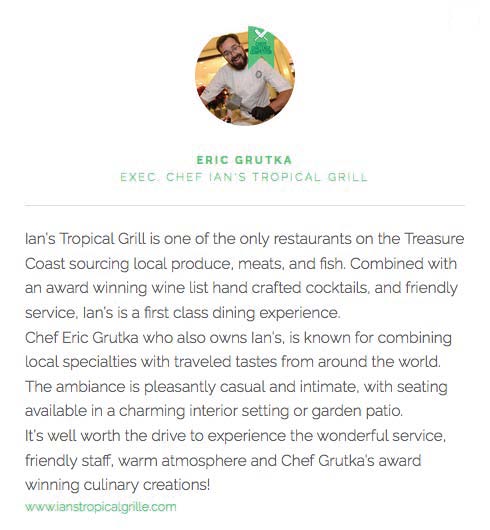 ERIC GRUTKA
EXEC. CHEF IAN'S TROPICAL GRILL
Ian's Tropical Grill is one of the only restaurants on the Treasure
Coast sourcing local produce, meats, and fish. Combined with
an award winning wine list hand crafted cocktails, and friendly
service, Ian's is a first class dining experience.
Chef Eric Grutka who also owns Ian's, is known for combining
local specialties with traveled tastes from around the world.
The ambiance is pleasantly casual and intimate, with seating
available in a charming interior setting or garden patio.
It's well worth the drive to experience the wonderful service,
friendly staff, warm atmosphere and Chef Grutka's award
winning culinary creations!
www.ianstropicalgrille.com